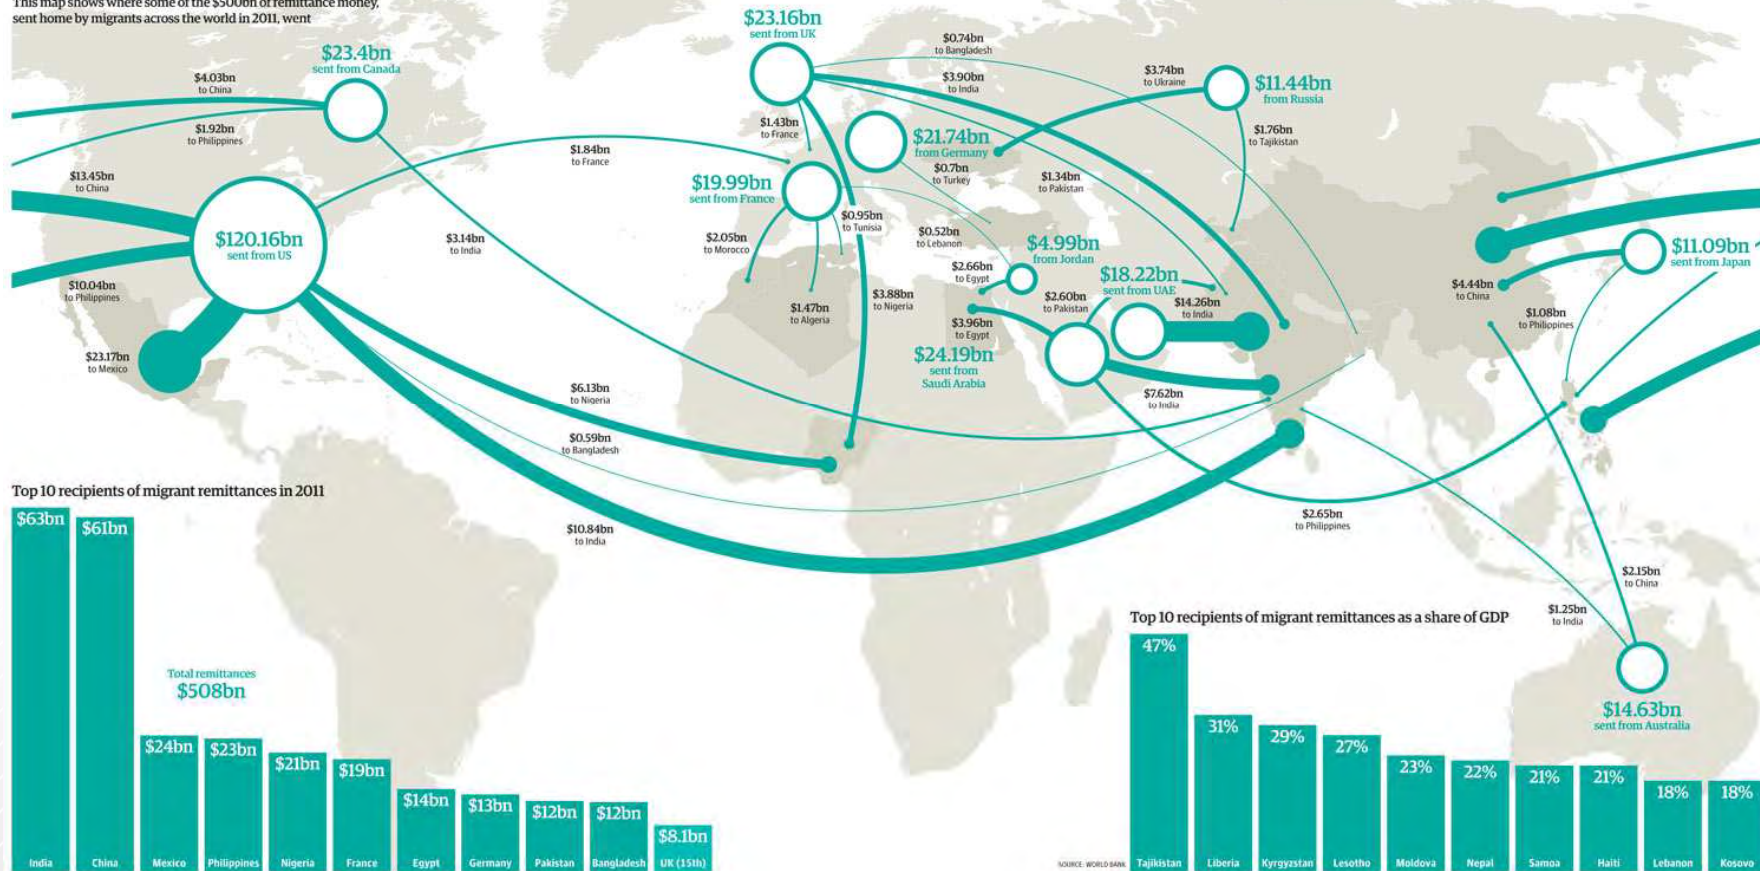 This map shows where some of the $500bn of remittance money,
sent home by migrants across the world in 2011, went
$23.4bn
sent from Canada
$4.03bn
to China
$1.92bn
to Philippines
$13.45bn
to China
$120.16bn
sent from US
$10.04bn
to Philippines
$23.17bn
to Mexico
$1.84bn
to France
$3.14bn
to India
$6.13bn
to Nigeria
$0.59bn
to Bangladesh
$10.84bn
to India
$23.16bn
sent from UK
$0.74bn
to Bangladesh
$3.90bn
to India
$1.43bn
to France
$21.74bn
from Germany
$0.7bn
to Turkey
$1.34bn
to Pakistan
$19.99bn
sent from France
$0.95bn
to Tunisia
$2.05bn
to Morocco
$1.47bn
to Algeria
$3.88bn
to Nigeria
$0.52bn
to Lebanon
$3.74bn
to Ukraine
$11.44bn
from Russia
$1.76bn
to Tajikistan
$4.99bn
from Jordan
$2.66bn
to Egypt
$2.60bn
to Pakistan
$18.22bn
sent from UAE
$14.26bn
to India
$3.96bn
to Egypt
$24.19bn
sent from
Saudi Arabia
$7.62bn
to India
$2.65bn
to Philippines
$11.09bn
sent from Japan
$4.44bn
to China
$1.08bn
to Philippines
$2.15bn
to China
$1.25bn
to India
$14.63bn
sent from Australia
Top 10 recipients of migrant remittances in 2011
Total remittances
$508bn
$63bn
$61bn
$24bn
$23bn
$21bn
$19bn
$14bn
$13bn
$12bn
$12bn
$8.1bn
India
China
Mexico
Philippines
Nigeria
France
Egypt
Germany
Pakistan
Bangladesh
UK (15th)
Top 10 recipients of migrant remittances as a share of GDP
47%
31%
29%
27%
23%
22%
21%
21%
18%
18%
SOURCE: WORLD BANK
Tajikistan
Liberia
Kyrgyzstan
Lesotho
Moldova
Nepal
Samoa
Haiti
Lebanon
Kosovo